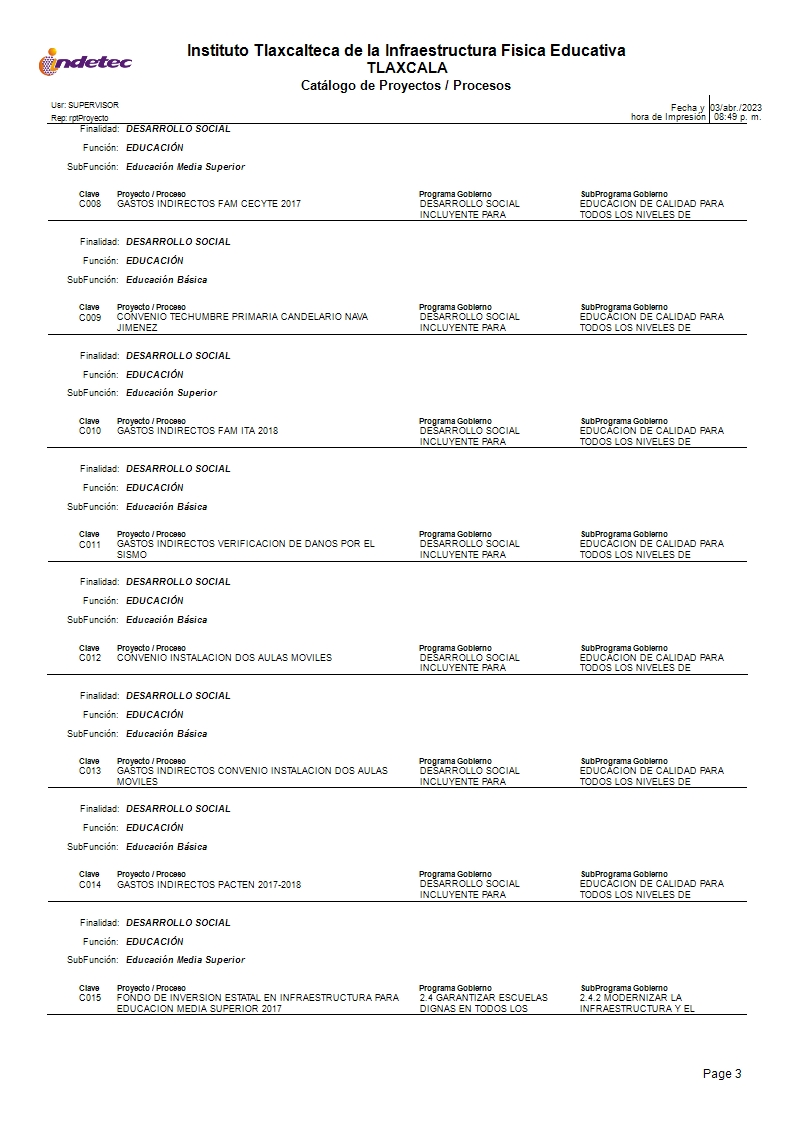 Instituto Tlaxcalteca de la Infraestructura Fisica Educativa
indetec
TLAXCALA
Catálogo de Proyectos / Procesos
Usr: SUPERVISOR
Rep: rptProyecto
Fecha y 03/abr./2023
hora de Impresión 08:49 p. m.
Finalidad: DESARROLLO SOCIAL
Función: EDUCACIÓN
SubFunción: Educación Media Superior
Clave Proyecto / Proceso Programa Gobierno SubPrograma Gobierno
C008 GASTOS INDIRECTOS FAM CECYTE 2017 DESARROLLO SOCIAL EDUCACION DE CALIDAD PARA
INCLUYENTE PARA TODOS LOS NIVELES DE
Finalidad: DESARROLLO SOCIAL
Función: EDUCACIÓN
SubFunción: Educación Básica
Clave Proyecto / Proceso Programa Gobierno SubPrograma Gobierno
C009 CONVENIO TECHUMBRE PRIMARIA CANDELARIO NAVA DESARROLLO SOCIAL EDUCACION DE CALIDAD PARA
JIMENEZ INCLUYENTE PARA TODOS LOS NIVELES DE
Finalidad: DESARROLLO SOCIAL
Función: EDUCACIÓN
SubFunción: Educación Superior
Clave Proyecto / Proceso Programa Gobierno SubPrograma Gobierno
C010 GASTOS INDIRECTOS FAM ITA 2018 DESARROLLO SOCIAL EDUCACION DE CALIDAD PARA
INCLUYENTE PARA TODOS LOS NIVELES DE
Finalidad: DESARROLLO SOCIAL
Función: EDUCACIÓN
SubFunción: Educación Básica
Clave Proyecto / Proceso Programa Gobierno SubPrograma Gobierno
C011 GASTOS INDIRECTOS VERIFICACION DE DANOS POR EL DESARROLLO SOCIAL EDUCACION DE CALIDAD PARA
SISMO INCLUYENTE PARA TODOS LOS NIVELES DE
Finalidad: DESARROLLO SOCIAL
Función: EDUCACIÓN
SubFunción: Educación Básica
Clave Proyecto / Proceso Programa Gobierno SubPrograma Gobierno
C012 CONVENIO INSTALACION DOS AULAS MOVILES DESARROLLO SOCIAL EDUCACION DE CALIDAD PARA
INCLUYENTE PARA TODOS LOS NIVELES DE
Finalidad: DESARROLLO SOCIAL
Función: EDUCACIÓN
SubFunción: Educación Básica
Clave Proyecto / Proceso Programa Gobierno SubPrograma Gobierno
C013 GASTOS INDIRECTOS CONVENIO INSTALACION DOS AULAS DESARROLLO SOCIAL EDUCACION DE CALIDAD PARA
MOVILES INCLUYENTE PARA TODOS LOS NIVELES DE
Finalidad: DESARROLLO SOCIAL
Función: EDUCACIÓN
SubFunción: Educación Básica
Clave Proyecto / Proceso Programa Gobierno SubPrograma Gobierno
C014 GASTOS INDIRECTOS PACTEN 2017-2018 DESARROLLO SOCIAL EDUCACION DE CALIDAD PARA
INCLUYENTE PARA TODOS LOS NIVELES DE
Finalidad: DESARROLLO SOCIAL
Función: EDUCACIÓN
SubFunción: Educación Media Superior
Clave Proyecto / Proceso Programa Gobierno SubPrograma Gobierno
C015 FONDO DE INVERSION ESTATAL EN INFRAESTRUCTURA PARA 2.4 GARANTIZAR ESCUELAS 2.4.2 MODERNIZAR LA
EDUCACION MEDIA SUPERIOR 2017 DIGNAS EN TODOS LOS INFRAESTRUCTURA Y EL
Page 3